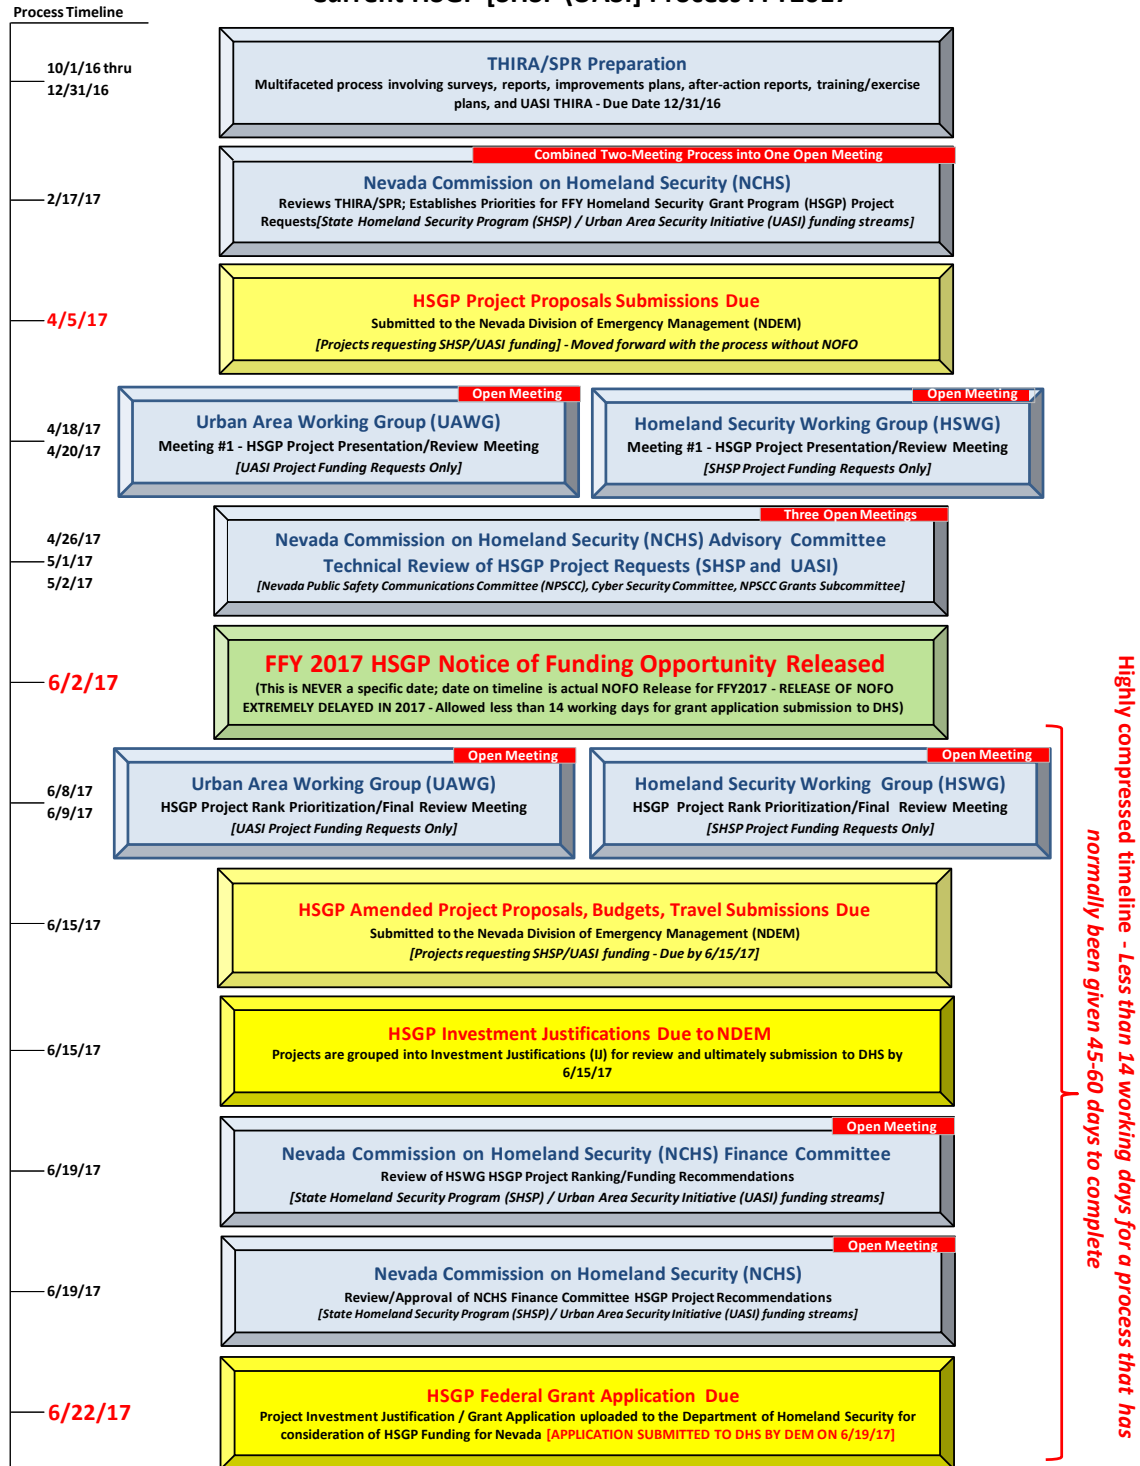 Current HSGP [SHSP \UASI] Process FFY2017
Process Timeline
10/1/16 thru
12/31/16
THIRA/SPR Preparation
Multifaceted process involving surveys, reports, improvements plans, after-action reports, training/exercise
plans, and UASI THIRA - Due Date 12/31/16
2/17/17
Combined Two-Meeting Process into One Open Meeting
Nevada Commission on Homeland Security (NCHS)
Reviews THIRA/SPR; Establishes Priorities for FFY Homeland Security Grant Program (HSGP) Project
Requests[State Homeland Security Program (SHSP) / Urban Area Security Initiative (UASI) funding streams]
4/5/17
HSGP Project Proposals Submissions Due
Submitted to the Nevada Division of Emergency Management (NDEM)
[Projects requesting SHSP/UASI funding] - Moved forward with the process without NOFO
4/18/17
4/20/17
Open Meeting
Urban Area Working Group (UAWG)
Meeting #1 - HSGP Project Presentation/Review Meeting
[UASI Project Funding Requests Only]
Open Meeting
Homeland Security Working Group (HSWG)
Meeting #1 - HSGP Project Presentation/Review Meeting
[SHSP Project Funding Requests Only]
4/26/17
5/1/17
5/2/17
Three Open Meetings
Nevada Commission on Homeland Security (NCHS) Advisory Committee
Technical Review of HSGP Project Requests (SHSP and UASI)
[Nevada Public Safety Communications Committee (NPSCC), Cyber Security Committee, NPSCC Grants Subcommittee]
6/2/17
FFY 2017 HSGP Notice of Funding Opportunity Released
(This is NEVER a specific date; date on timeline is actual NOFO Release for FFY2017 - RELEASE OF NOFO
EXTREMELY DELAYED IN 2017 - Allowed less than 14 working days for grant application submission to DHS)
6/8/17
6/9/17
Open Meeting
Urban Area Working Group (UAWG)
HSGP Project Rank Prioritization/Final Review Meeting
[UASI Project Funding Requests Only]
Open Meeting
Homeland Security Working Group (HSWG)
HSGP Project Rank Prioritization/Final Review Meeting
[SHSP Project Funding Requests Only]
6/15/17
HSGP Amended Project Proposals, Budgets, Travel Submissions Due
Submitted to the Nevada Division of Emergency Management (NDEM)
[Projects requesting SHSP/UASI funding - Due by 6/15/17]
6/15/17
HSGP Investment Justifications Due to NDEM
Projects are grouped into Investment Justifications (IJ) for review and ultimately submission to DHS by
6/15/17
6/19/17
Open Meeting
Nevada Commission on Homeland Security (NCHS) Finance Committee
Review of HSWG HSGP Project Ranking/Funding Recommendations
[State Homeland Security Program (SHSP) / Urban Area Security Initiative (UASI) funding streams]
6/19/17
Open Meeting
Nevada Commission on Homeland Security (NCHS)
Review/Approval of NCHS Finance Committee HSGP Project Recommendations
[State Homeland Security Program (SHSP) / Urban Area Security Initiative (UASI) funding streams]
6/22/17
HSGP Federal Grant Application Due
Project Investment Justification / Grant Application uploaded to the Department of Homeland Security for
consideration of HSGP Funding for Nevada [APPLICATION SUBMITTED TO DHS BY DEM ON 6/19/17]
Highly compressed timeline - Less than 14 working days for a process that has
normally been given 45-60 days to complete